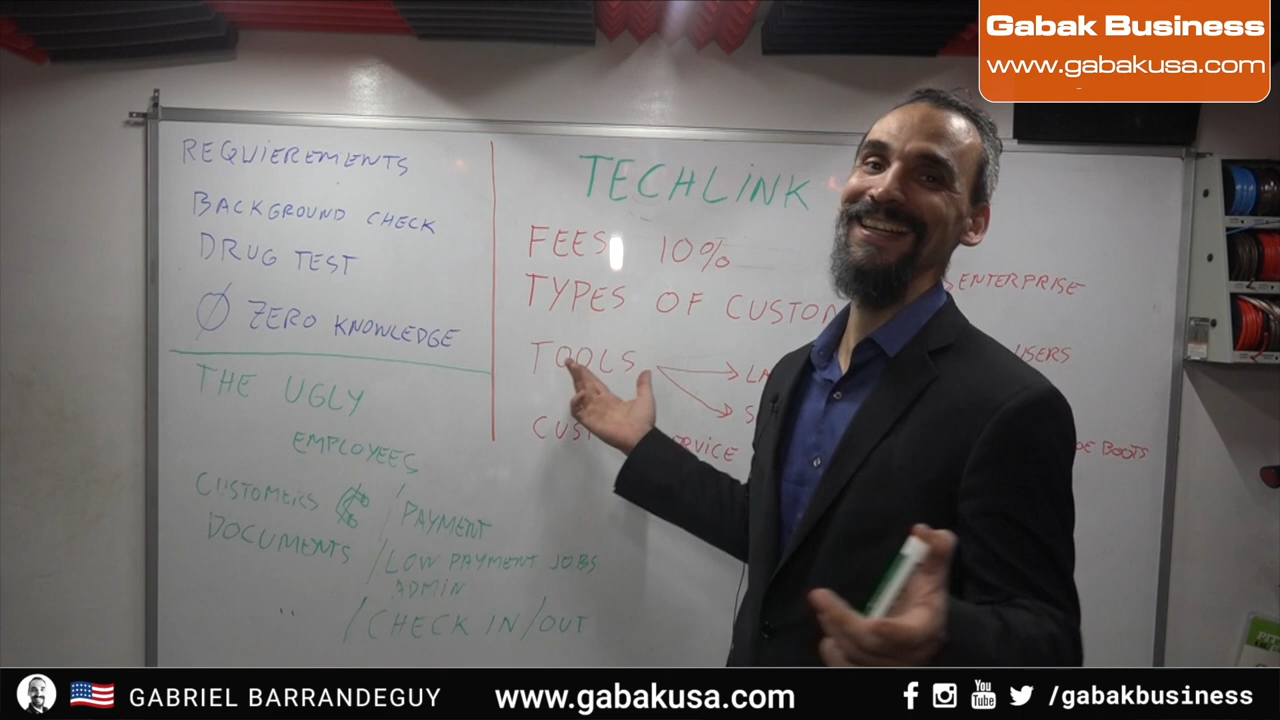 Gabak Business
www.gabakusa.com
REQUIEREMENTS
BACKGROUND CHECK
DRUG TEST
Ø ZERO KNOWLEDGE
THE UGLY
EMPLOYEES
CUSTOMERS $ / PAYMENT
DOCUMENTS / LOW PAYMENT JOBS
ADMIN
/ CHECK IN/OUT
TECHLINK
FEES 10%
TYPES OF CUSTOM
ENTERPRISE
TOOLS
USERS
BOOTS
GABRIEL BARRANDEGUY
www.gabakusa.com
You
Tube
/gabakbusiness